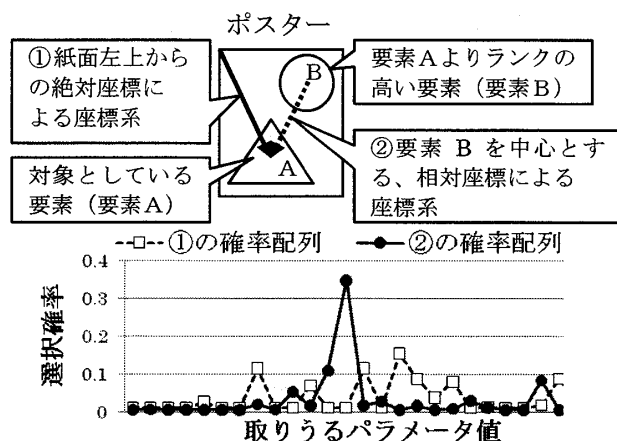 ポスター
①紙面左上から
の絶対座標に
よる座標系
B
要素Aよりランクの
高い要素（要素B）
対象としている
要素（要素A）
A
②要素 B を中心とす
る、相対座標による
座標系
①の確率配列
②の確率配列
0.4
0.3
0.2
0.1
0
選択確率
取りうるパラメータ値